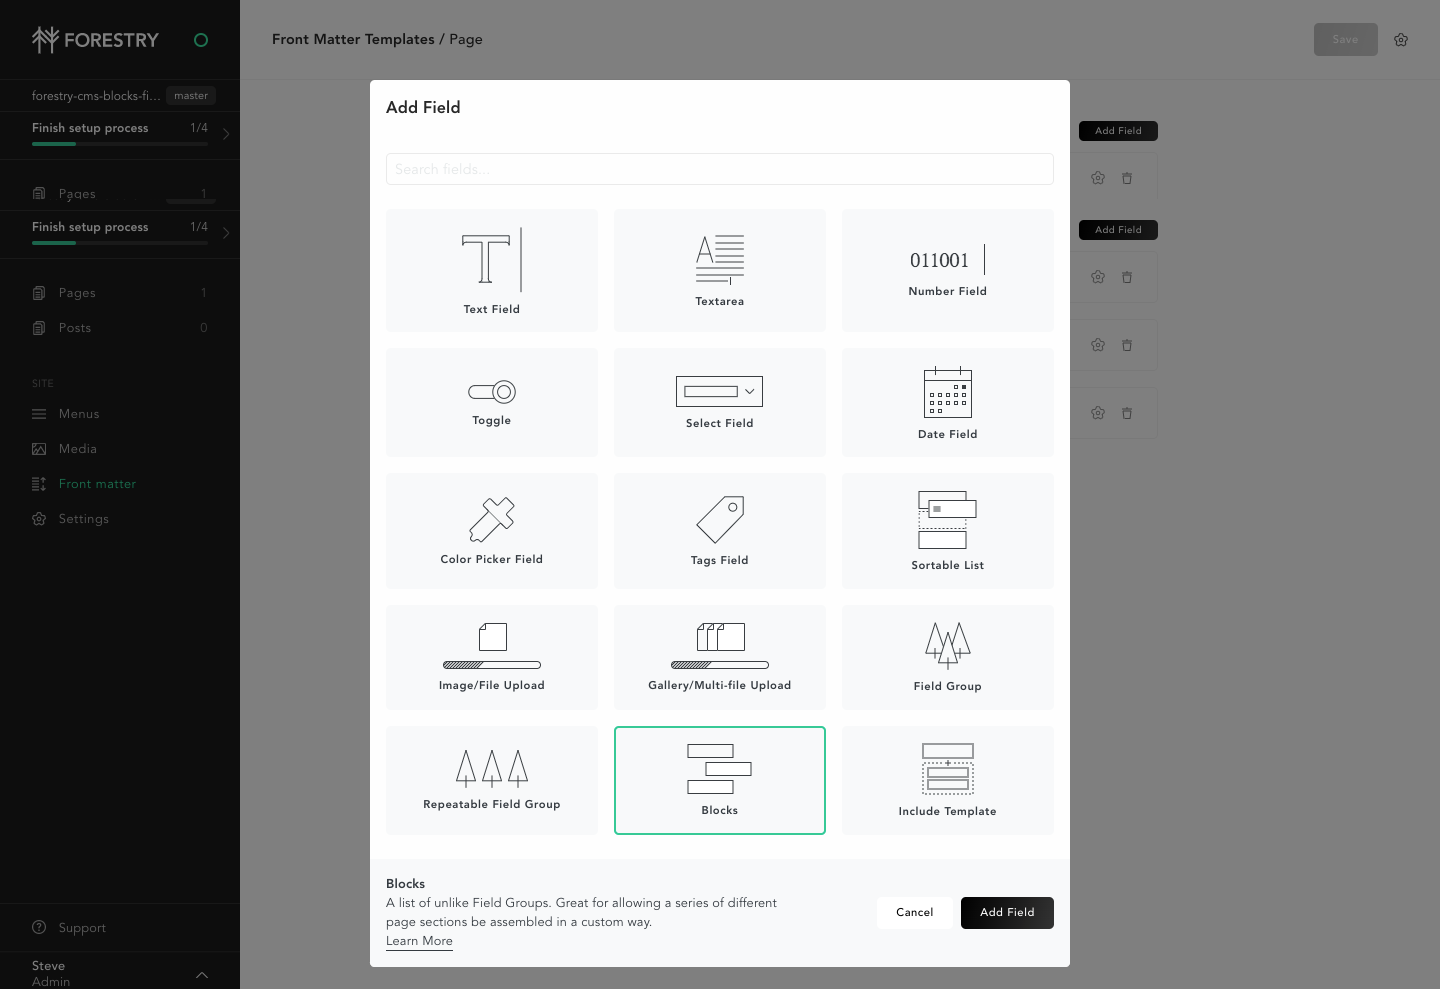 FORESTRY
Front Matter Templates / Page
Save
forestry-cms-blocks-fi...
master
Finish setup process
1/4
Pages
1
Finish setup process
1/4
Pages
1
Posts
0
SITE
Menus
Media
Front matter
Settings
Support
Steve
Admin
Add Field
Add Field
Add Field
Search fields...
Text Field
A
Textarea
011001
Number Field
Toggle
Select Field
Date Field
Color Picker Field
Tags Field
Sortable List
Image/File Upload
Gallery/Multi-file Upload
Field Group
Repeatable Field Group
Blocks
Include Template
Blocks
A list of unlike Field Groups. Great for allowing a series of different
page sections be assembled in a custom way.
Learn More
Cancel
Add Field